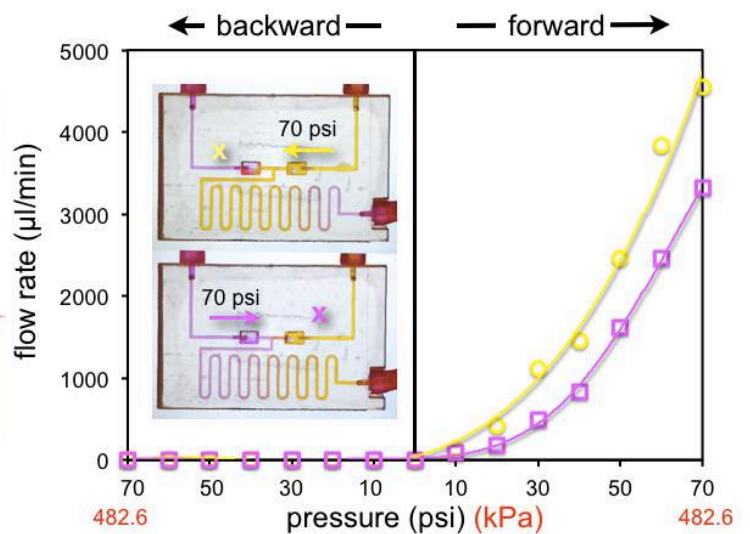 backward forward
5000
4000
3000
2000
1000
0
flow rate (µl/min)
70 psi
x
70 psi
x
70 50 30 10 10 30 50 70
482.6 pressure (psi) (kPa) 482.6